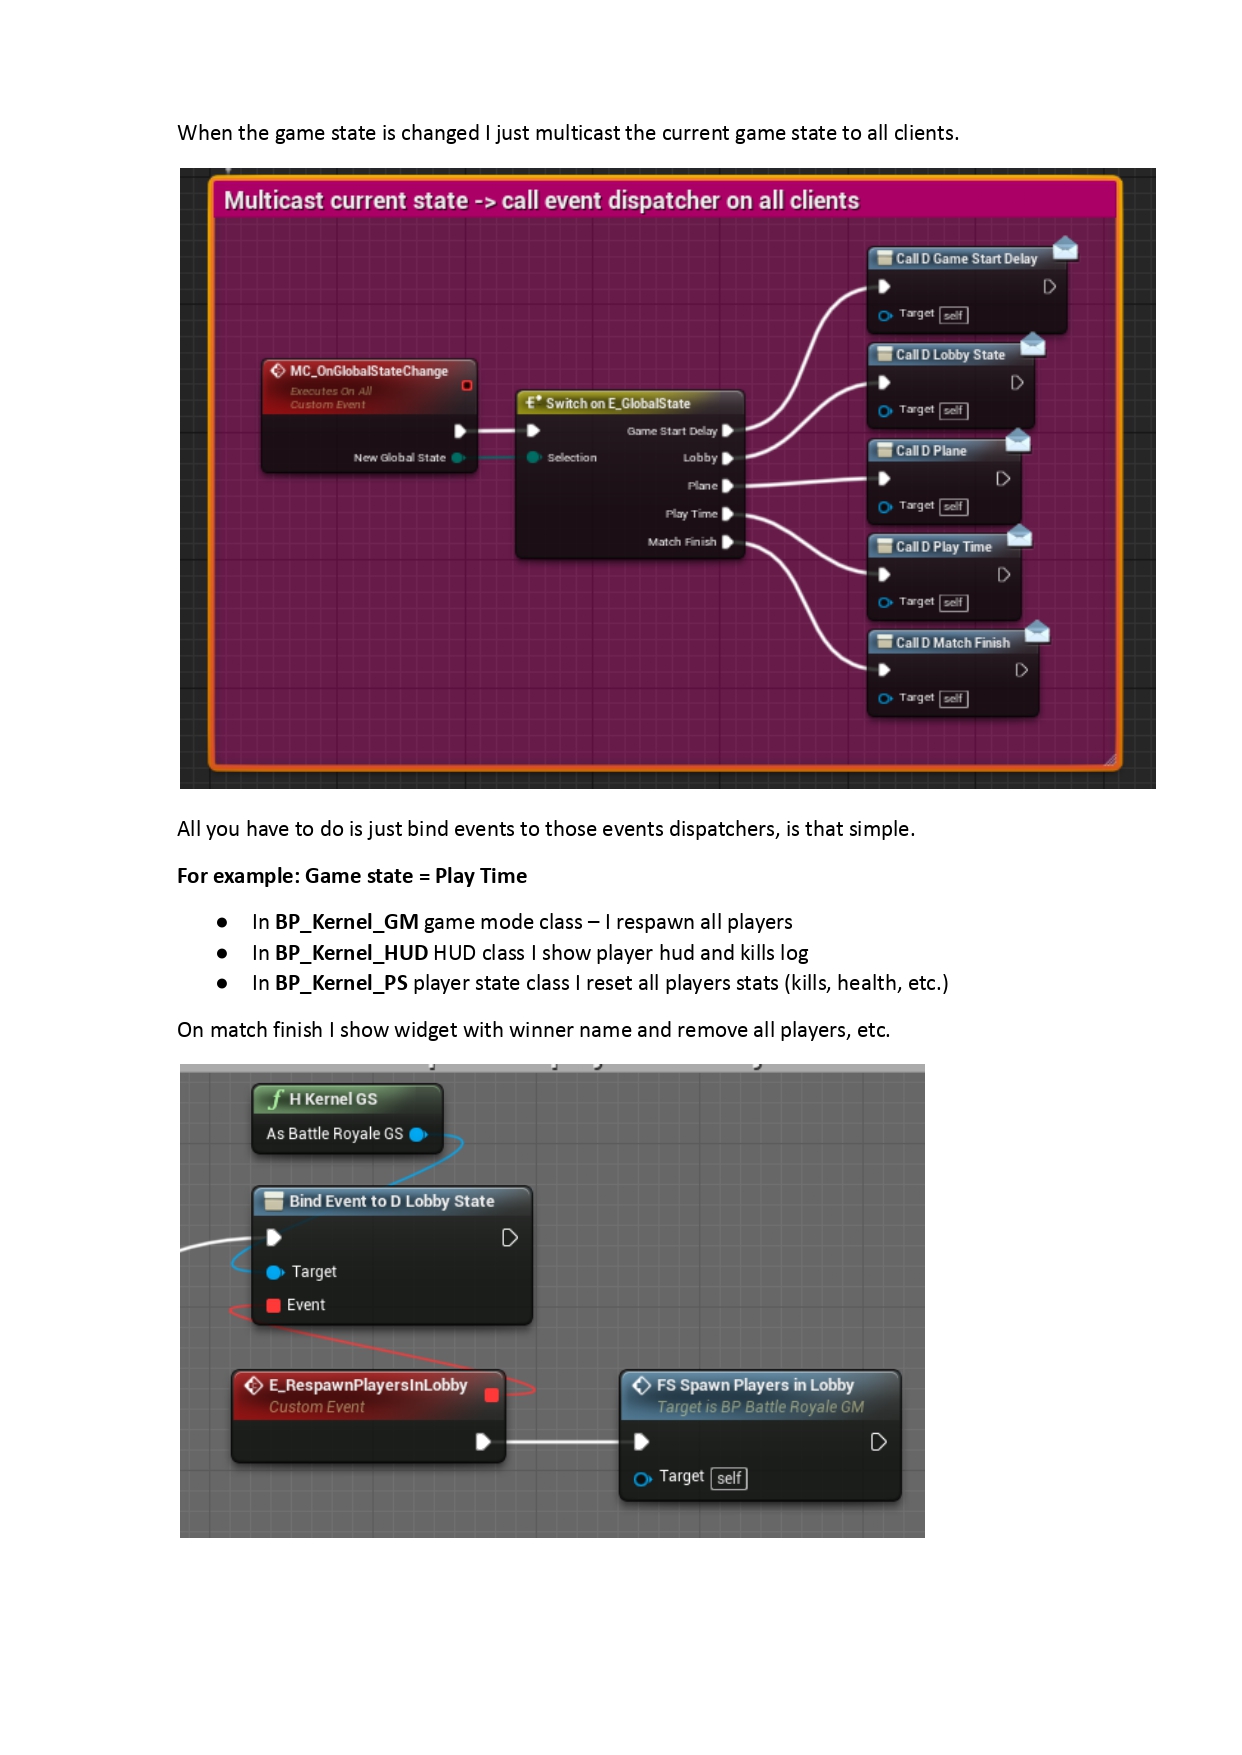 When the game state is changed I just multicast the current game state to all clients.
Multicast current state -> call event dispatcher on all clients
Call D Game Start Delay
Target self
Call D Lobby State
Target self
MC_OnGlobalStateChange
Executes On All
Custom Event
New Global State
Switch on E_GlobalState
Game Start Delay
Selection
Lobby
Plane
Play Time
Match Finish
Call D Plane
Target self
Call D Play Time
Target self
Call D Match Finish
Target self
All you have to do is just bind events to those events dispatchers, is that simple.
For example: Game state = Play Time
● In BP_Kernel_GM game mode class – I respawn all players
● In BP_Kernel_HUD HUD class I show player hud and kills log
● In BP_Kernel_PS player state class I reset all players stats (kills, health, etc.)
On match finish I show widget with winner name and remove all players, etc.
f H Kernel GS
As Battle Royale GS
Bind Event to D Lobby State
Target
Event
E_RespawnPlayersInLobby
Custom Event
FS Spawn Players in Lobby
Target is BP Battle Royale GM
Target self